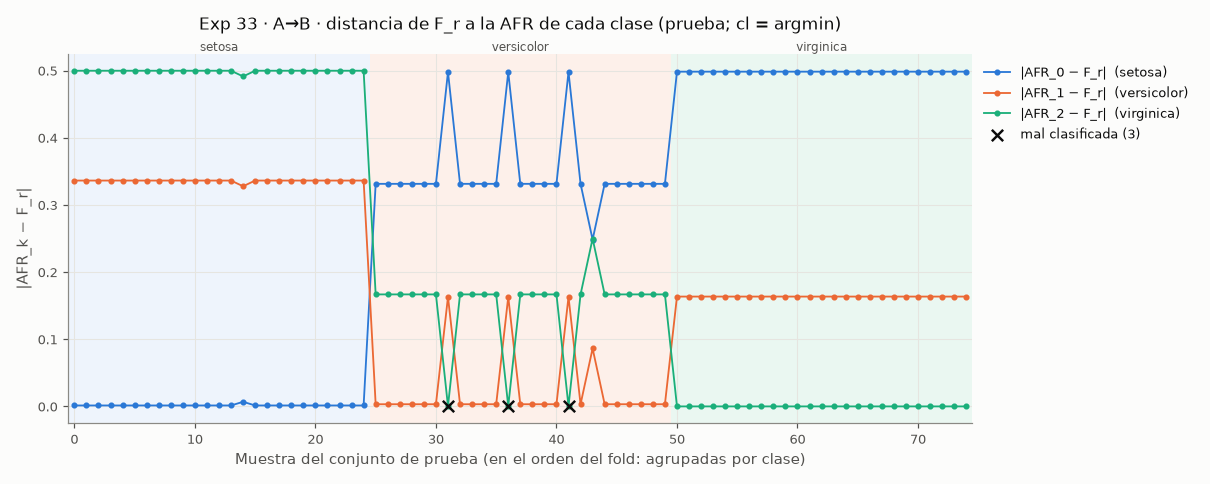 Exp 33 · A→B · distancia de F_r a la AFR de cada clase (prueba; cl = argmin)
setosa
versicolor
virginica
|AFR_0 − F_r| (setosa)
|AFR_1 − F_r| (versicolor)
|AFR_2 − F_r| (virginica)
mal clasificada (3)
|AFR_k − F_r|
0.5
0.4
0.3
0.2
0.1
0.0
0 10 20 30 40 50 60 70
Muestra del conjunto de prueba (en el orden del fold: agrupadas por clase)